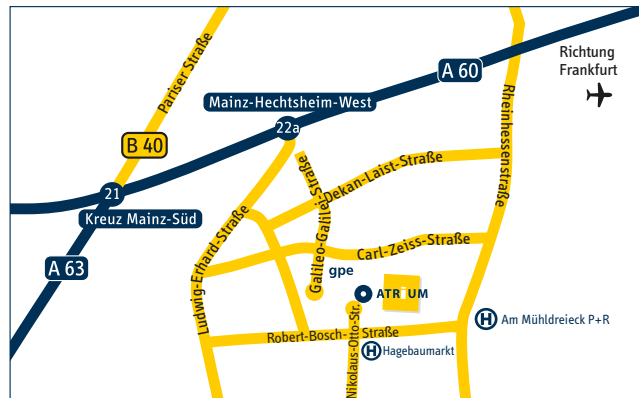 Pariser Straße
A 60
Richtung
Frankfurt
Mainz-Hechtsheim-West
22a
B 40
Rheinhessenstraße
21
Kreuz Mainz-Süd
A 63
Ludwig-Erhard-Straße
Galileo-Galilei-Straße
Dekan-Laist-Straße
Carl-Zeiss-Straße
gpe
ATRIUM
Nikolaus-Otto-Str.
Robert-Bosch- Straße
H Am Mühldreieck P+R
H Hagebaumarkt